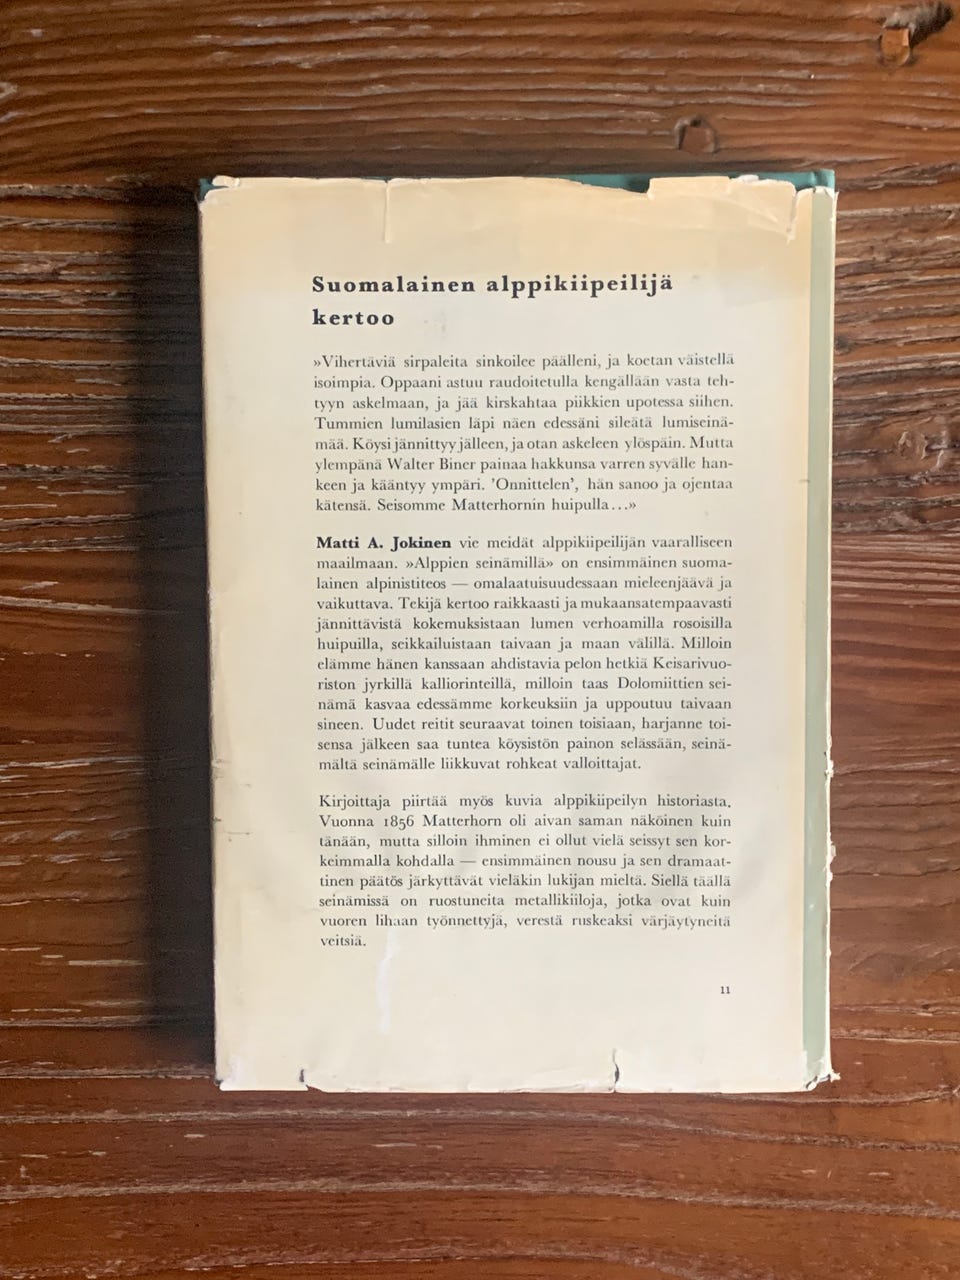 Suomalainen alppikiipeilijä
kertoo
»Vihertäviä sirpaleita sinkoilee päälleni, ja koetan väistellä
isoimpia. Oppaani astuu raudoitetulla kengällään vasta teh-
tyyn askelmaan, ja jää kirskahtaa piikkien upotessa siihen.
Tummien lumilasien läpi näen edessäni sileätä lumiseinä-
mää. Köysi jännittyy jälleen, ja otan askeleen ylöspäin. Mutta
ylempänä Walter Biner painaa hakkunsa varren syvälle han-
keen ja kääntyy ympäri. 'Onnittelen', hän sanoo ja ojentaa
kätensä. Seisomme Matterhornin huipulla...»
Matti A. Jokinen vie meidät alppikiipeilijän vaaralliseen
maailmaan. »Alppien seinämillä» on ensimmäinen suoma-
lainen alpinistiteos — omalaatuisuudessaan mieleenjäävä ja
vaikuttava. Tekijä kertoo raikkaasti ja mukaansatempaavasti
jännittävistä kokemuksistaan lumen verhoamilla rosoisilla
huipuilla, seikkailuistaan taivaan ja maan välillä. Milloin
elämme hänen kanssaan ahdistavia pelon hetkiä Keisarivuo-
riston jyrkillä kalliorinteillä, milloin taas Dolomiittien sei-
nämä kasvaa edessämme korkeuksiin ja uppoutuu taivaan
sineen. Uudet reitit seuraavat toinen toisiaan, harjanne toi-
sensa jälkeen saa tuntea köysistön painon selässään, seinä-
mältä seinämälle liikkuvat rohkeat valloittajat.
Kirjoittaja piirtää myös kuvia alppikiipeilyn historiasta.
Vuonna 1856 Matterhorn oli aivan saman näköinen kuin
tänään, mutta silloin ihminen ei ollut vielä seissyt sen kor-
keimmalla kohdalla — ensimmäinen nousu ja sen dramaat-
tinen päätös järkyttävät vieläkin lukijan mieltä. Siellä täällä
seinämissä on ruostuneita metallikiiloja, jotka ovat kuin
vuoren lihaan työnnettyjä, verestä ruskeaksi värjäytyneitä
veitsiä.
11